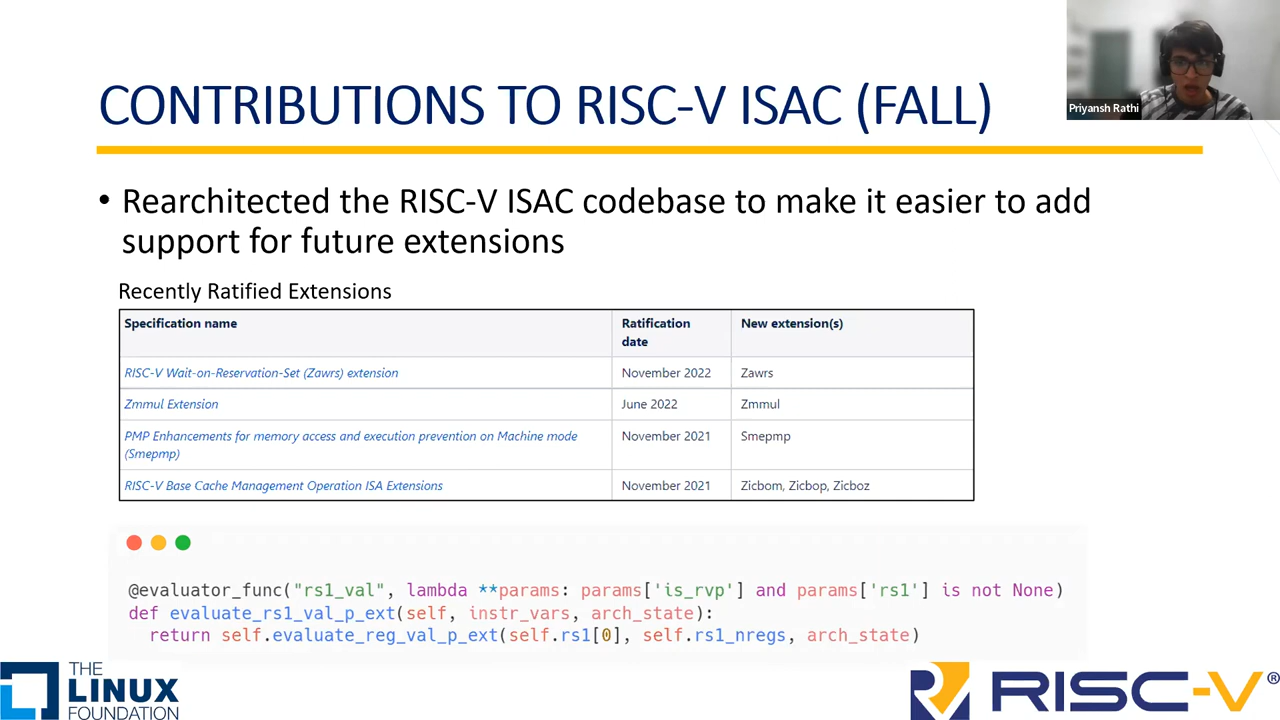 Priyansh Rathi
CONTRIBUTIONS TO RISC-V ISAC (FALL)
• Rearchitected the RISC-V ISAC codebase to make it easier to add
support for future extensions
Recently Ratified Extensions
Specification name Ratification date New extension(s)
RISC-V Wait-on-Reservation-Set (Zawrs) extension November 2022 Zawrs
Zmmul Extension June 2022 Zmmul
PMP Enhancements for memory access and execution prevention on Machine mode (Smepmp) November 2021 Smepmp
RISC-V Base Cache Management Operation ISA Extensions November 2021 Zicbom, Zicbop, Zicboz
@evaluator_func("rs1_val", lambda **params: params['is_rvp'] and params['rs1'] is not None)
def evaluate_rs1_val_p_ext(self, instr_vars, arch_state):
return self.evaluate_reg_val_p_ext(self.rs1[0], self.rs1_nregs, arch_state)
THE
LINUX
FOUNDATION
RISC-V®